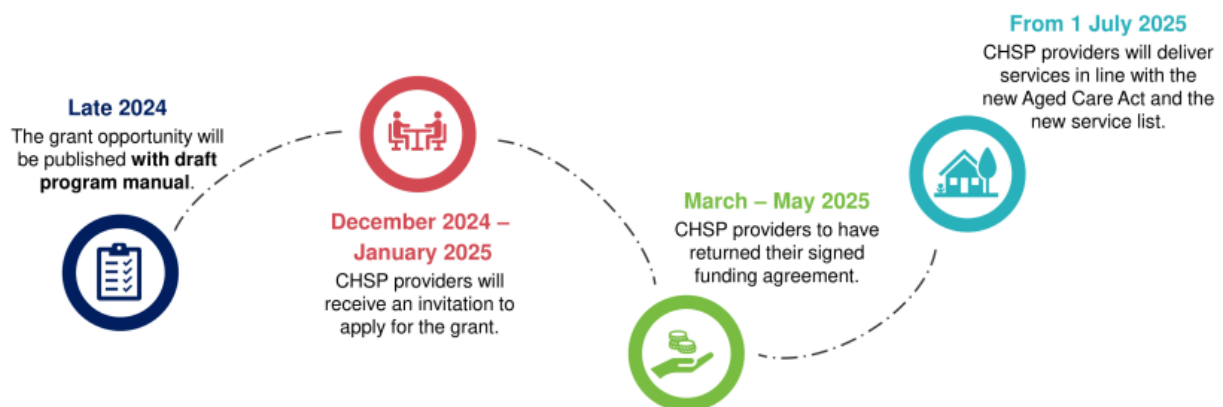 Late 2024
The grant opportunity will
be published with draft
program manual.
December 2024 –
January 2025
CHSP providers will
receive an invitation to
apply for the grant.
March – May 2025
CHSP providers to have
returned their signed
funding agreement.
From 1 July 2025
CHSP providers will deliver
services in line with the
new Aged Care Act and the
new service list.